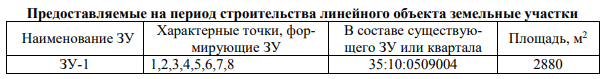 Предоставляемые на период строительства линейного объекта земельные участки
Наименование ЗУ
Характерные точки, фор-
мирующие ЗУ
В составе существую-
щего ЗУ или квартала
Площадь, м²
ЗУ-1
1,2,3,4,5,6,7,8
35:10:0509004
2880